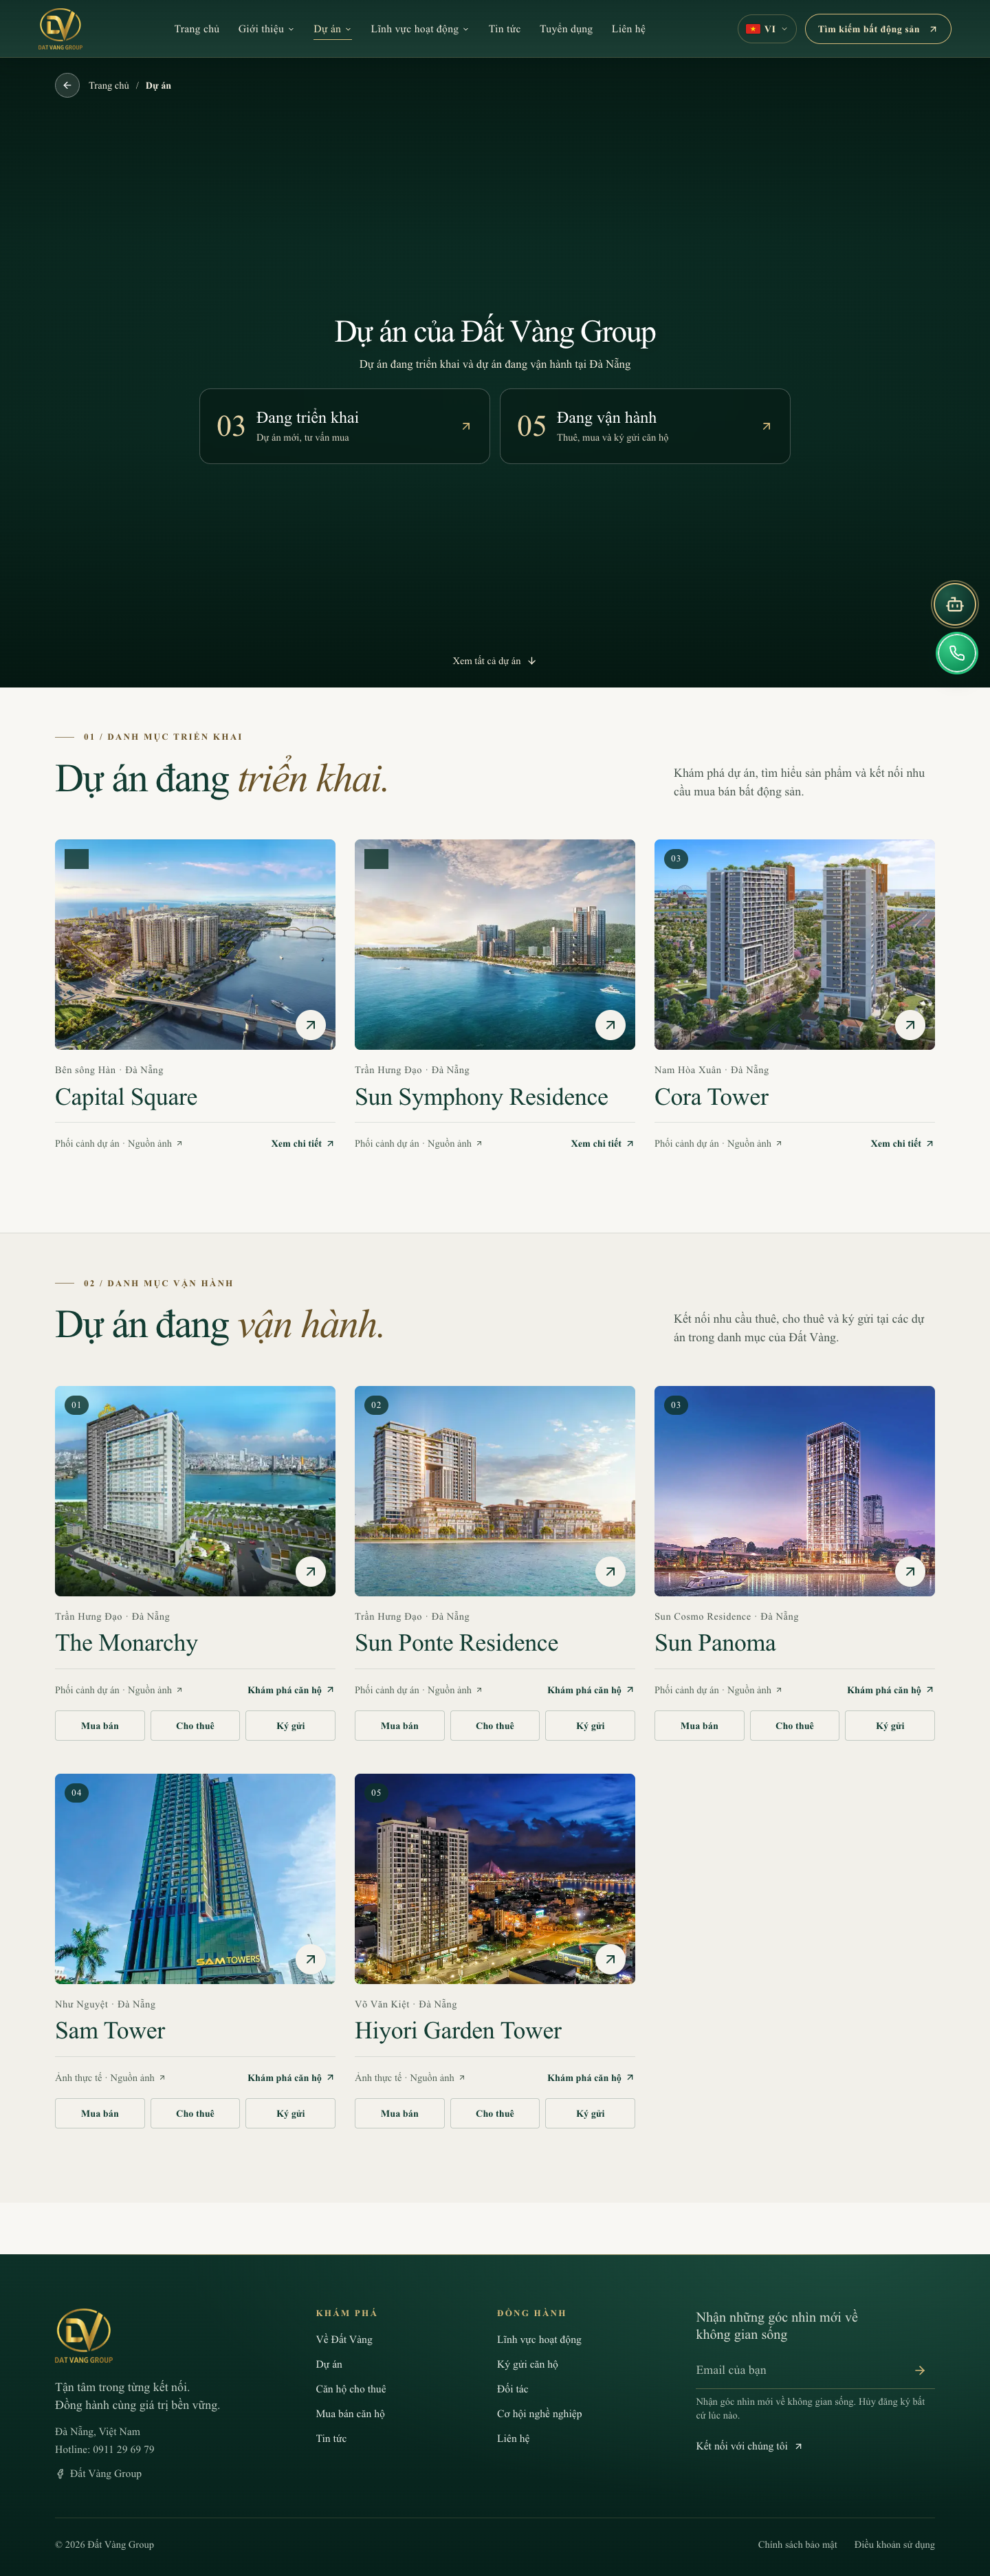 DAT VANG GROUP
Trang chủ Giới thiệu Dự án Lĩnh vực hoạt động Tin tức Tuyển dụng Liên hệ
VI
Tìm kiếm bất động sản
Trang chủ / Dự án
Dự án của Đất Vàng Group
Dự án đang triển khai và dự án đang vận hành tại Đà Nẵng
03 Đang triển khai
Dự án mới, tư vấn mua
05 Đang vận hành
Thuê, mua và ký gửi căn hộ
Xem tất cả dự án
01 / DANH MỤC TRIỂN KHAI
Dự án đang triển khai.
Khám phá dự án, tìm hiểu sản phẩm và kết nối nhu
cầu mua bán bất động sản.
03
Bên sông Hàn · Đà Nẵng
Capital Square
Phối cảnh dự án · Nguồn ảnh
Xem chi tiết
Trần Hưng Đạo · Đà Nẵng
Sun Symphony Residence
Phối cảnh dự án · Nguồn ảnh
Xem chi tiết
Nam Hòa Xuân · Đà Nẵng
Cora Tower
Phối cảnh dự án · Nguồn ảnh
Xem chi tiết
02 / DANH MỤC VẬN HÀNH
Dự án đang vận hành.
Kết nối nhu cầu thuê, cho thuê và ký gửi tại các dự
án trong danh mục của Đất Vàng.
01
Trần Hưng Đạo · Đà Nẵng
The Monarchy
Phối cảnh dự án · Nguồn ảnh
Khám phá căn hộ
Mua bán Cho thuê Ký gửi
02
Trần Hưng Đạo · Đà Nẵng
Sun Ponte Residence
Phối cảnh dự án · Nguồn ảnh
Khám phá căn hộ
Mua bán Cho thuê Ký gửi
03
Sun Cosmo Residence · Đà Nẵng
Sun Panoma
Phối cảnh dự án · Nguồn ảnh
Khám phá căn hộ
Mua bán Cho thuê Ký gửi
04
SAM TOWERS
Như Nguyệt · Đà Nẵng
Sam Tower
Ảnh thực tế · Nguồn ảnh
Khám phá căn hộ
Mua bán Cho thuê Ký gửi
05
Võ Văn Kiệt · Đà Nẵng
Hiyori Garden Tower
Ảnh thực tế · Nguồn ảnh
Khám phá căn hộ
Mua bán Cho thuê Ký gửi
DAT VANG GROUP
Tận tâm trong từng kết nối.
Đồng hành cùng giá trị bền vững.
Đà Nẵng, Việt Nam
Hotline: 0911 29 69 79
Đất Vàng Group
KHÁM PHÁ
Về Đất Vàng
Dự án
Căn hộ cho thuê
Mua bán căn hộ
Tin tức
ĐỒNG HÀNH
Lĩnh vực hoạt động
Ký gửi căn hộ
Đối tác
Cơ hội nghề nghiệp
Liên hệ
Nhận những góc nhìn mới về
không gian sống
Email của bạn
Nhận góc nhìn mới về không gian sống. Hủy đăng ký bất
cứ lúc nào.
Kết nối với chúng tôi
© 2026 Đất Vàng Group
Chính sách bảo mật Điều khoản sử dụng